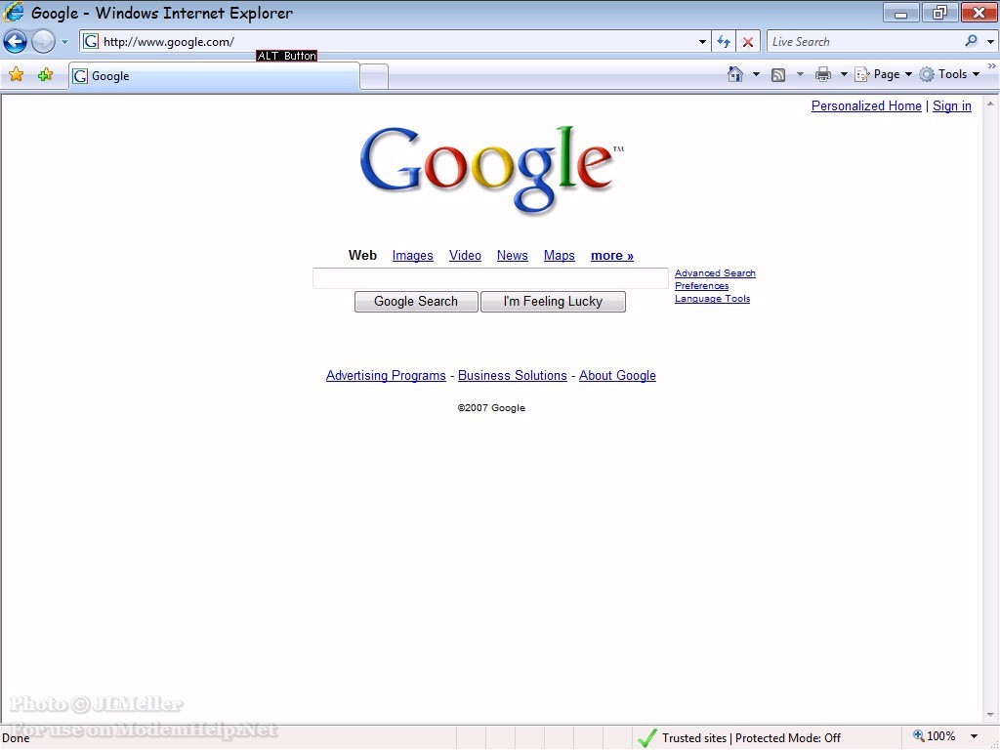 Google - Windows Internet Explorer
http://www.google.com/
Live Search
ALT Button
Google
Page
Tools
Personalized Home | Sign in
Google™
Web Images Video News Maps more »
Advanced Search
Preferences
Language Tools
Google Search I'm Feeling Lucky
Advertising Programs - Business Solutions - About Google
©2007 Google
Photo © JLMeller
For use on ModemHelp.Net
Done
Trusted sites | Protected Mode: Off
100%